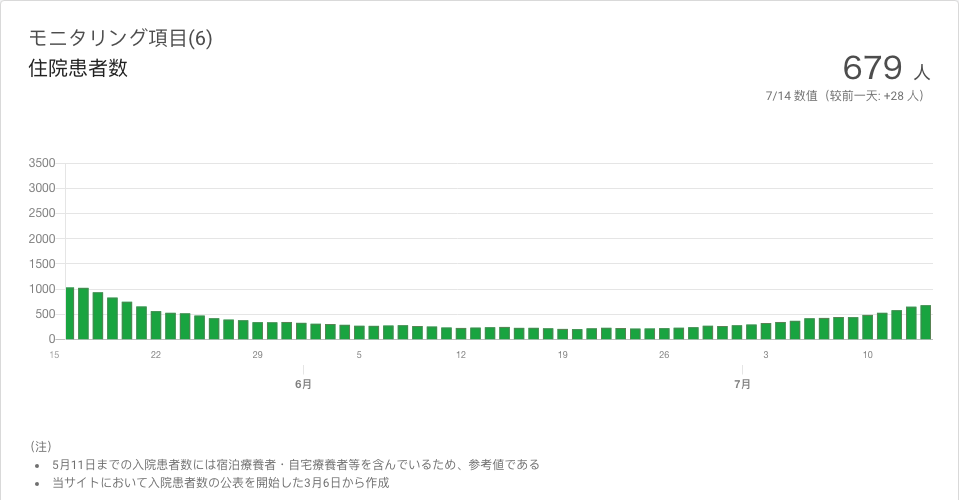 モニタリング項目(6)
住院患者数
679 人
7/14 数值（较前一天: +28 人）
3500
3000
2500
2000
1500
1000
500
0
15 22 29 5 12 19 26 3 10
6月 7月
（注）
• 5月11日までの入院患者数には宿泊療養者・自宅療養者等を含んでいるため、参考値である
• 当サイトにおいて入院患者数の公表を開始した3月6日から作成